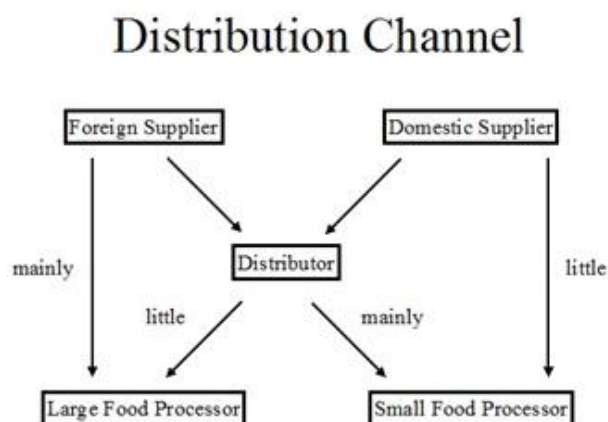 Distribution Channel
Foreign Supplier
Domestic Supplier
Distributor
mainly
little
little
mainly
Large Food Processor
Small Food Processor